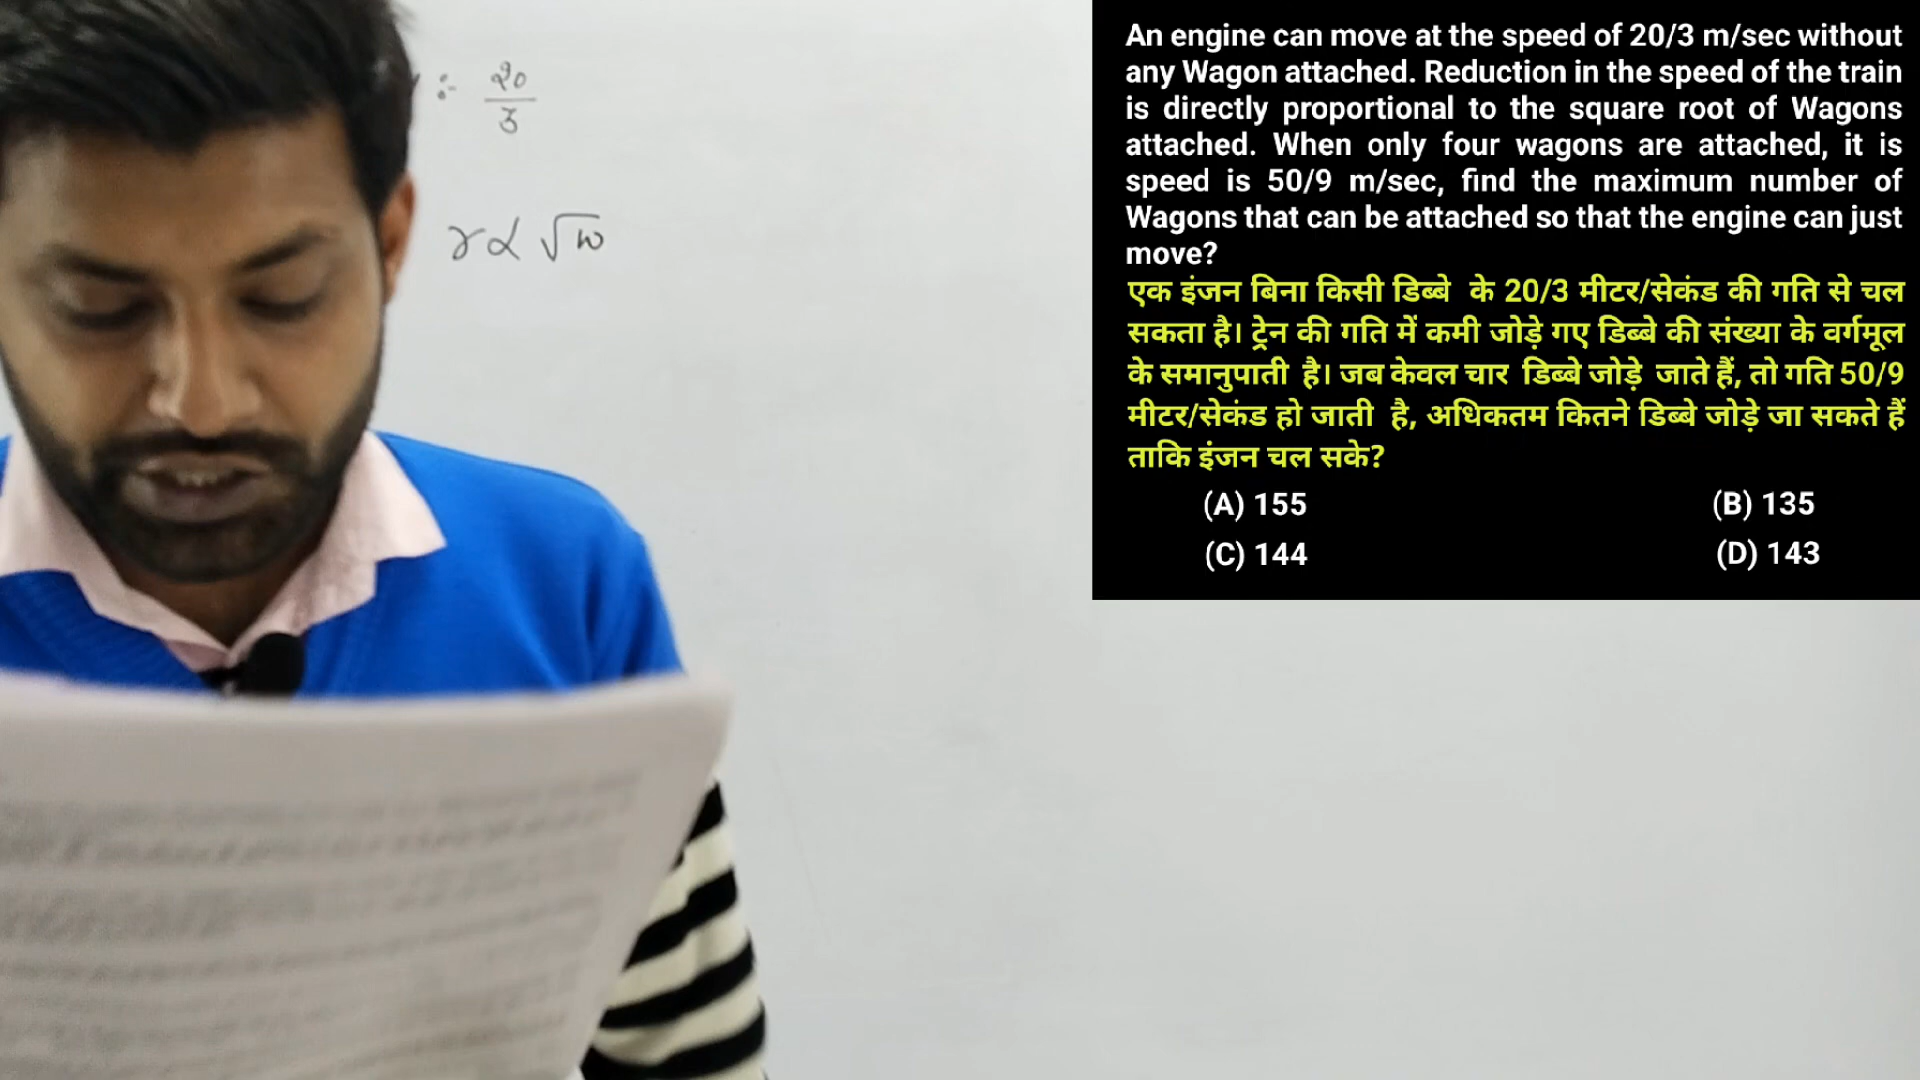 :- 20
3
r ∝ √w
An engine can move at the speed of 20/3 m/sec without
any Wagon attached. Reduction in the speed of the train
is directly proportional to the square root of Wagons
attached. When only four wagons are attached, it is
speed is 50/9 m/sec, find the maximum number of
Wagons that can be attached so that the engine can just
move?
एक इंजन बिना किसी डिब्बे के 20/3 मीटर/सेकंड की गति से चल
सकता है। ट्रेन की गति में कमी जोड़े गए डिब्बे की संख्या के वर्गमूल
के समानुपाती है। जब केवल चार डिब्बे जोड़े जाते हैं, तो गति 50/9
मीटर/सेकंड हो जाती है, अधिकतम कितने डिब्बे जोड़े जा सकते हैं
ताकि इंजन चल सके?
(A) 155 (B) 135
(C) 144 (D) 143